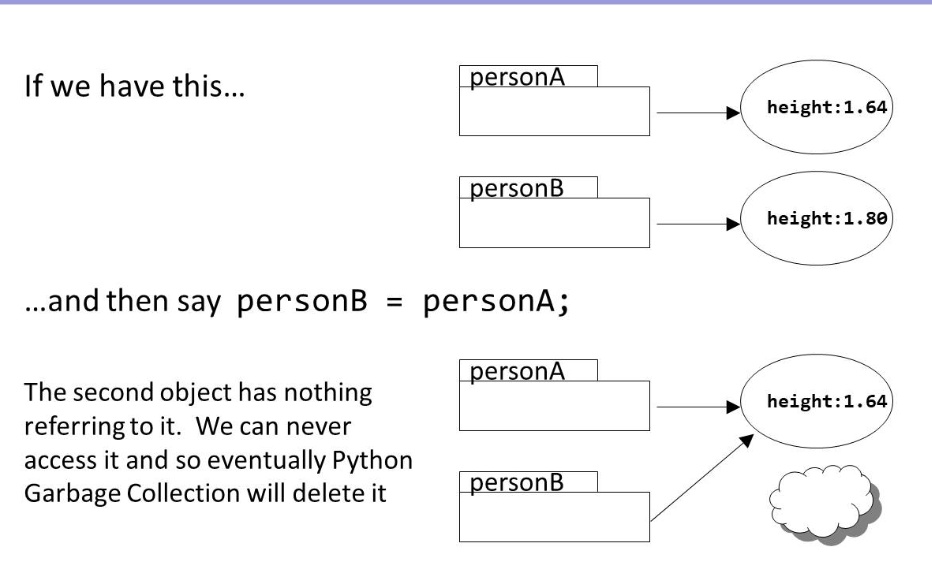 If we have this...
personA
height:1.64
personB
height:1.80
...and then say personB = personA;
The second object has nothing
referring to it.  We can never
access it and so eventually Python
Garbage Collection will delete it
personA
height:1.64
personB